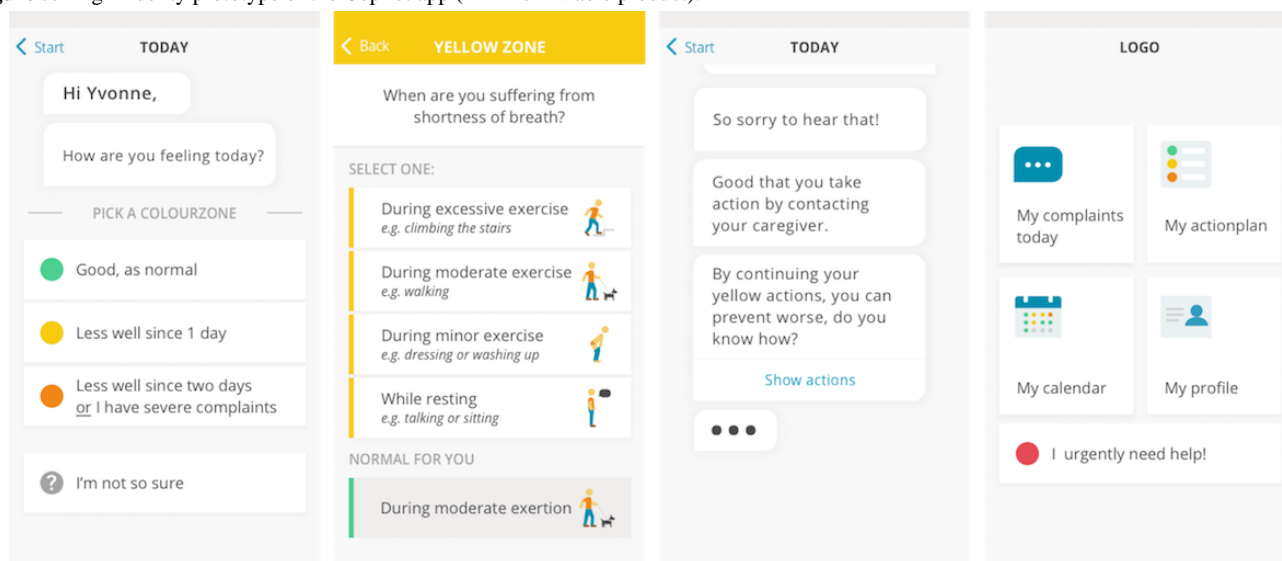 Start
TODAY
Hi Yvonne,
How are you feeling today?
PICK A COLOURZONE
Good, as normal
Less well since 1 day
Less well since two days
or I have severe complaints
?
I'm not so sure
Back
YELLOW ZONE
When are you suffering from
shortness of breath?
SELECT ONE:
During excessive exercise
e.g. climbing the stairs
During moderate exercise
e.g. walking
During minor exercise
e.g. dressing or washing up
While resting
e.g. talking or sitting
NORMAL FOR YOU
During moderate exertion
Start
TODAY
So sorry to hear that!
Good that you take
action by contacting
your caregiver.
By continuing your
yellow actions, you can
prevent worse, do you
know how?
Show actions
LOGO
My complaints
today
My actionplan
My calendar
My profile
I urgently need help!